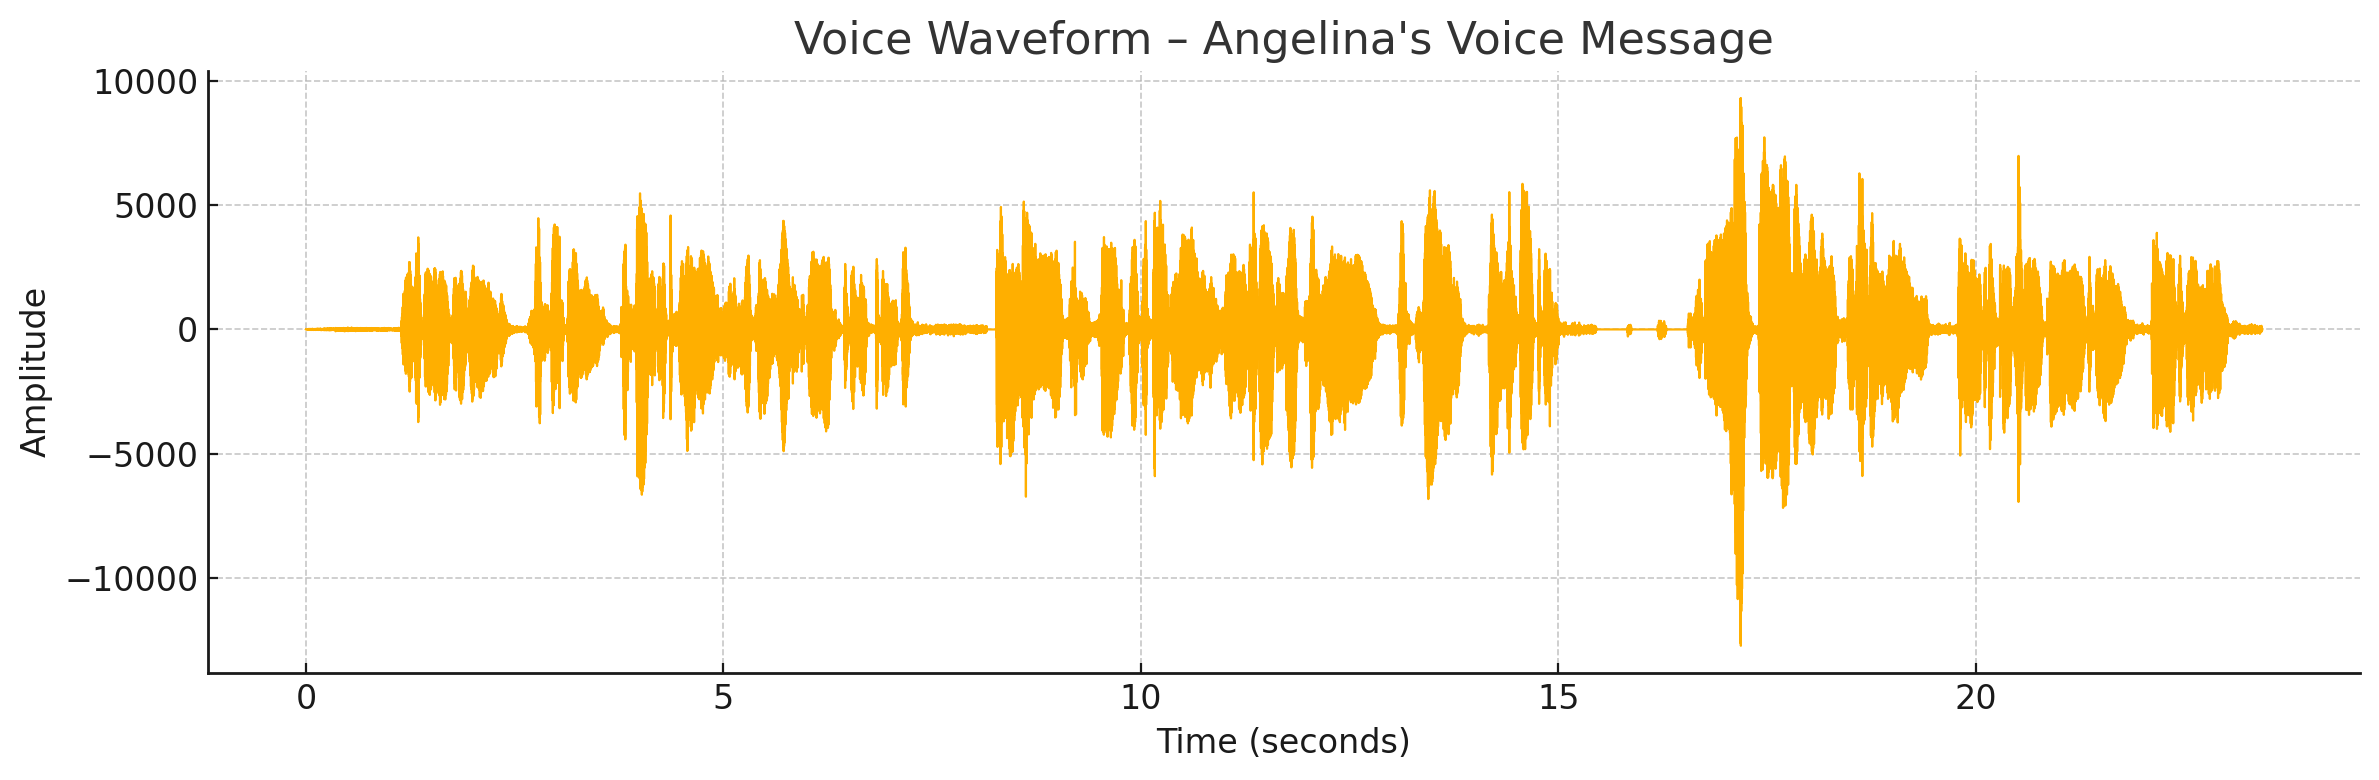 Voice Waveform – Angelina's Voice Message
10000
5000
0
−5000
−10000
Amplitude
0 5 10 15 20
Time (seconds)